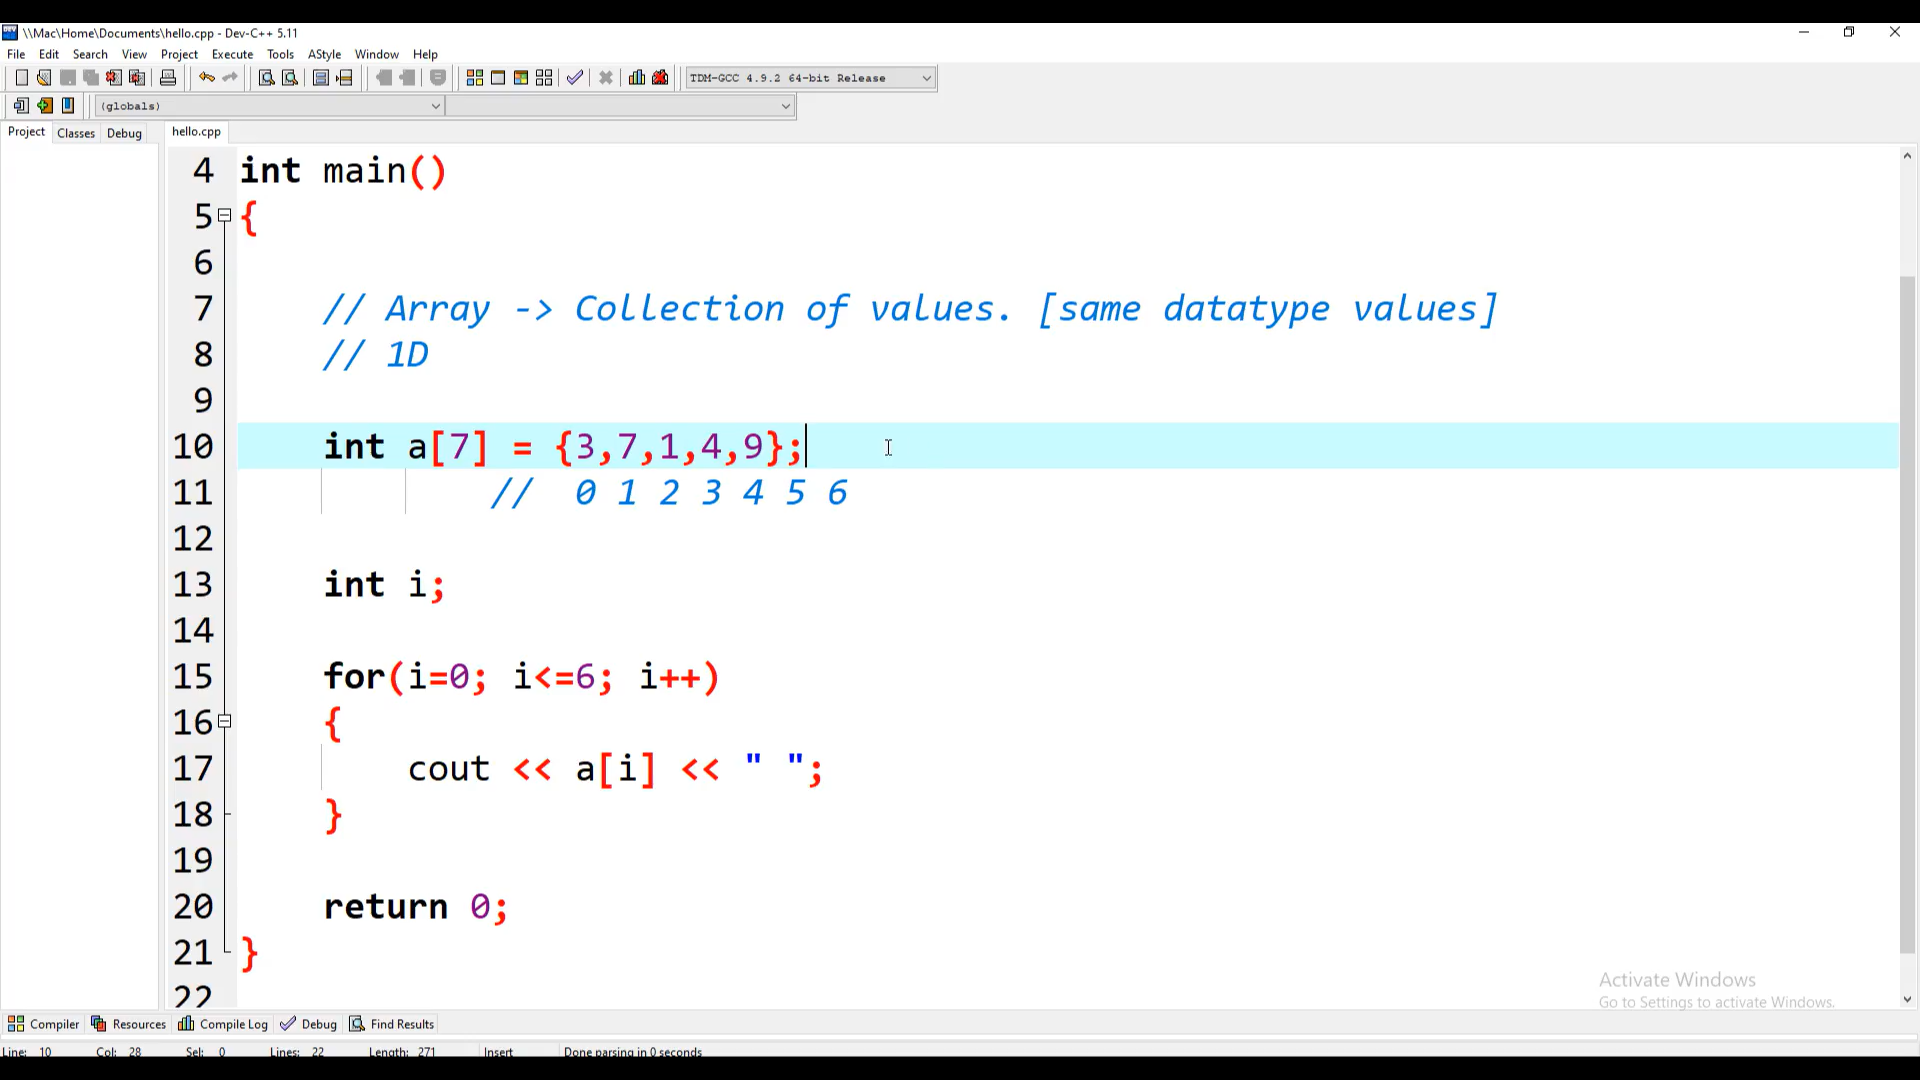 \\Mac\Home\Documents\hello.cpp - Dev-C++ 5.11
File Edit Search View Project Execute Tools AStyle Window Help
TDM-GCC 4.9.2 64-bit Release
(globals)
Project Classes Debug hello.cpp
4 int main()
5 {
6
7 // Array -> Collection of values. [same datatype values]
8 // 1D
9
10 int a[7] = {3,7,1,4,9};
11 // 0 1 2 3 4 5 6
12
13 int i;
14
15 for(i=0; i<=6; i++)
16 {
17 cout << a[i] << " ";
18 }
19
20 return 0;
21 }
22
Activate Windows
Go to Settings to activate Windows.
Compiler Resources Compile Log Debug Find Results
Line: 10 Col: 28 Sel: 0 Lines: 22 Length: 271 Insert Done parsing in 0 seconds